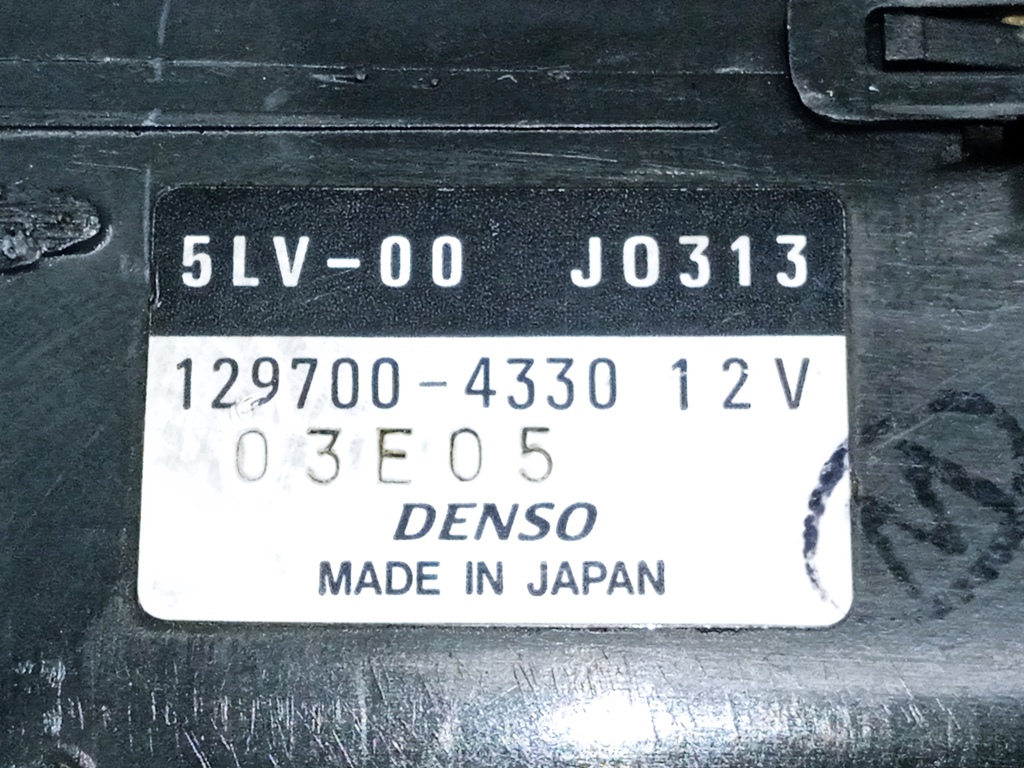 5LV-00 J0313
129700-4330 12V
03E05
DENSO
MADE IN JAPAN